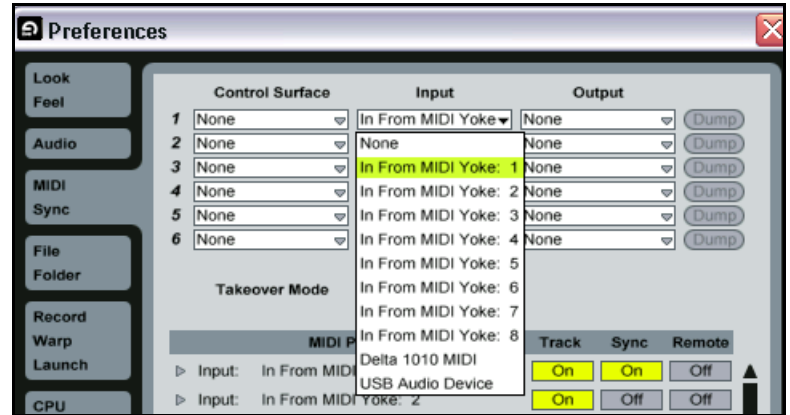 Preferences
Look
Feel
Audio
MIDI
Sync
File
Folder
Record
Warp
Launch
CPU
Control Surface Input Output
1 None In From MIDI Yoke None Dump
2 None None None Dump
3 None In From MIDI Yoke: 1 None Dump
4 None In From MIDI Yoke: 2 None Dump
5 None In From MIDI Yoke: 3 None Dump
6 None In From MIDI Yoke: 4 None Dump
In From MIDI Yoke: 5
Takeover Mode In From MIDI Yoke: 6
In From MIDI Yoke: 7
MIDI P In From MIDI Yoke: 8 Track Sync Remote
Delta 1010 MIDI
Input: In From MIDI On On Off
USB Audio Device
Input: In From MIDI Yoke: 2 On Off Off